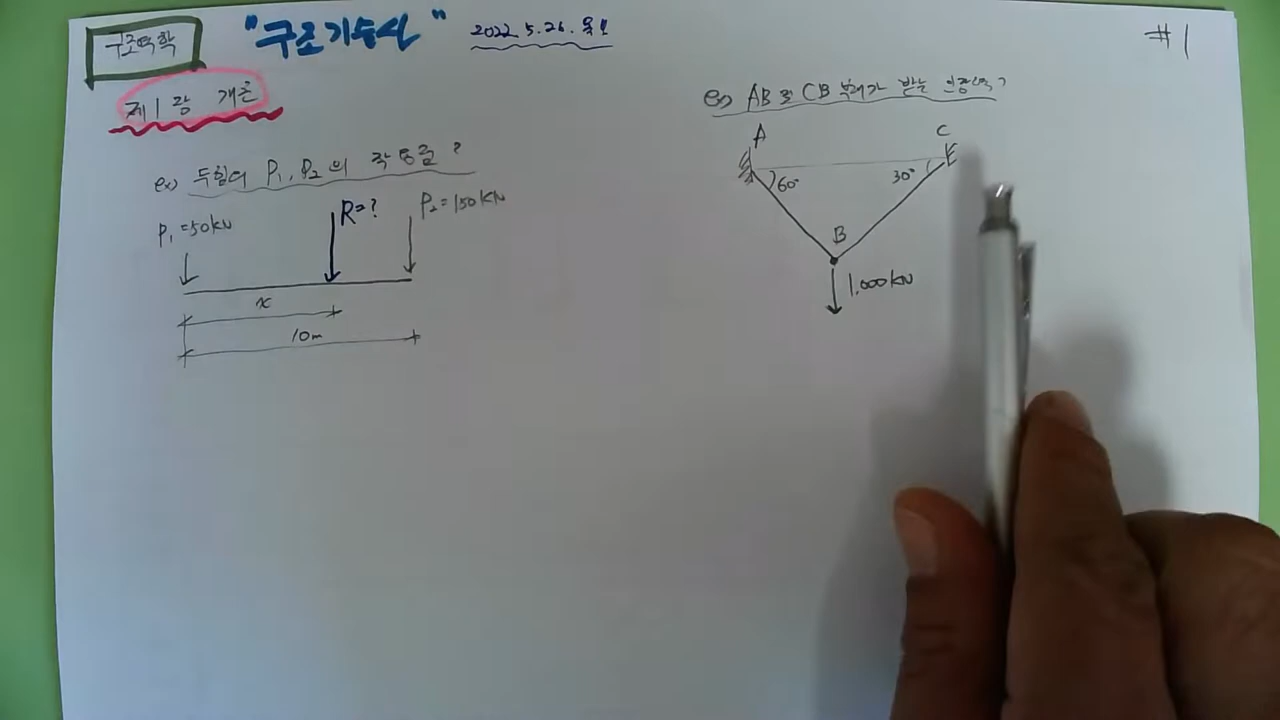 구조역학
"구조기술사"
2022. 5. 26. 목요일
#1
제1장 개론
ex) 두힘의 P₁, P₂의 작용점?
P₁=50kN
R=?
P₂=150kN
x
10m
ex) AB와 CB 부재가 받는 인장력?
A
C
60°
30°
B
1,000kN